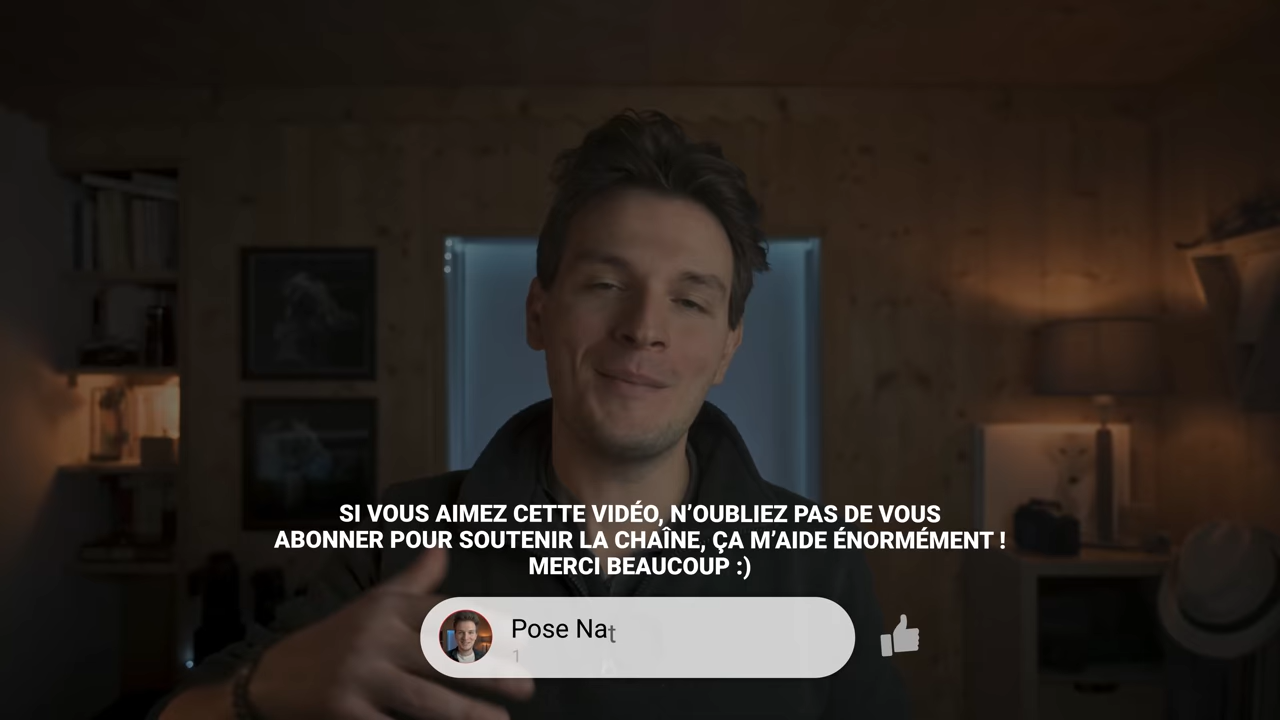 SI VOUS AIMEZ CETTE VIDÉO, N’OUBLIEZ PAS DE VOUS
ABONNER POUR SOUTENIR LA CHAÎNE, ÇA M’AIDE ÉNORMÉMENT !
MERCI BEAUCOUP :)
Pose Nat
1